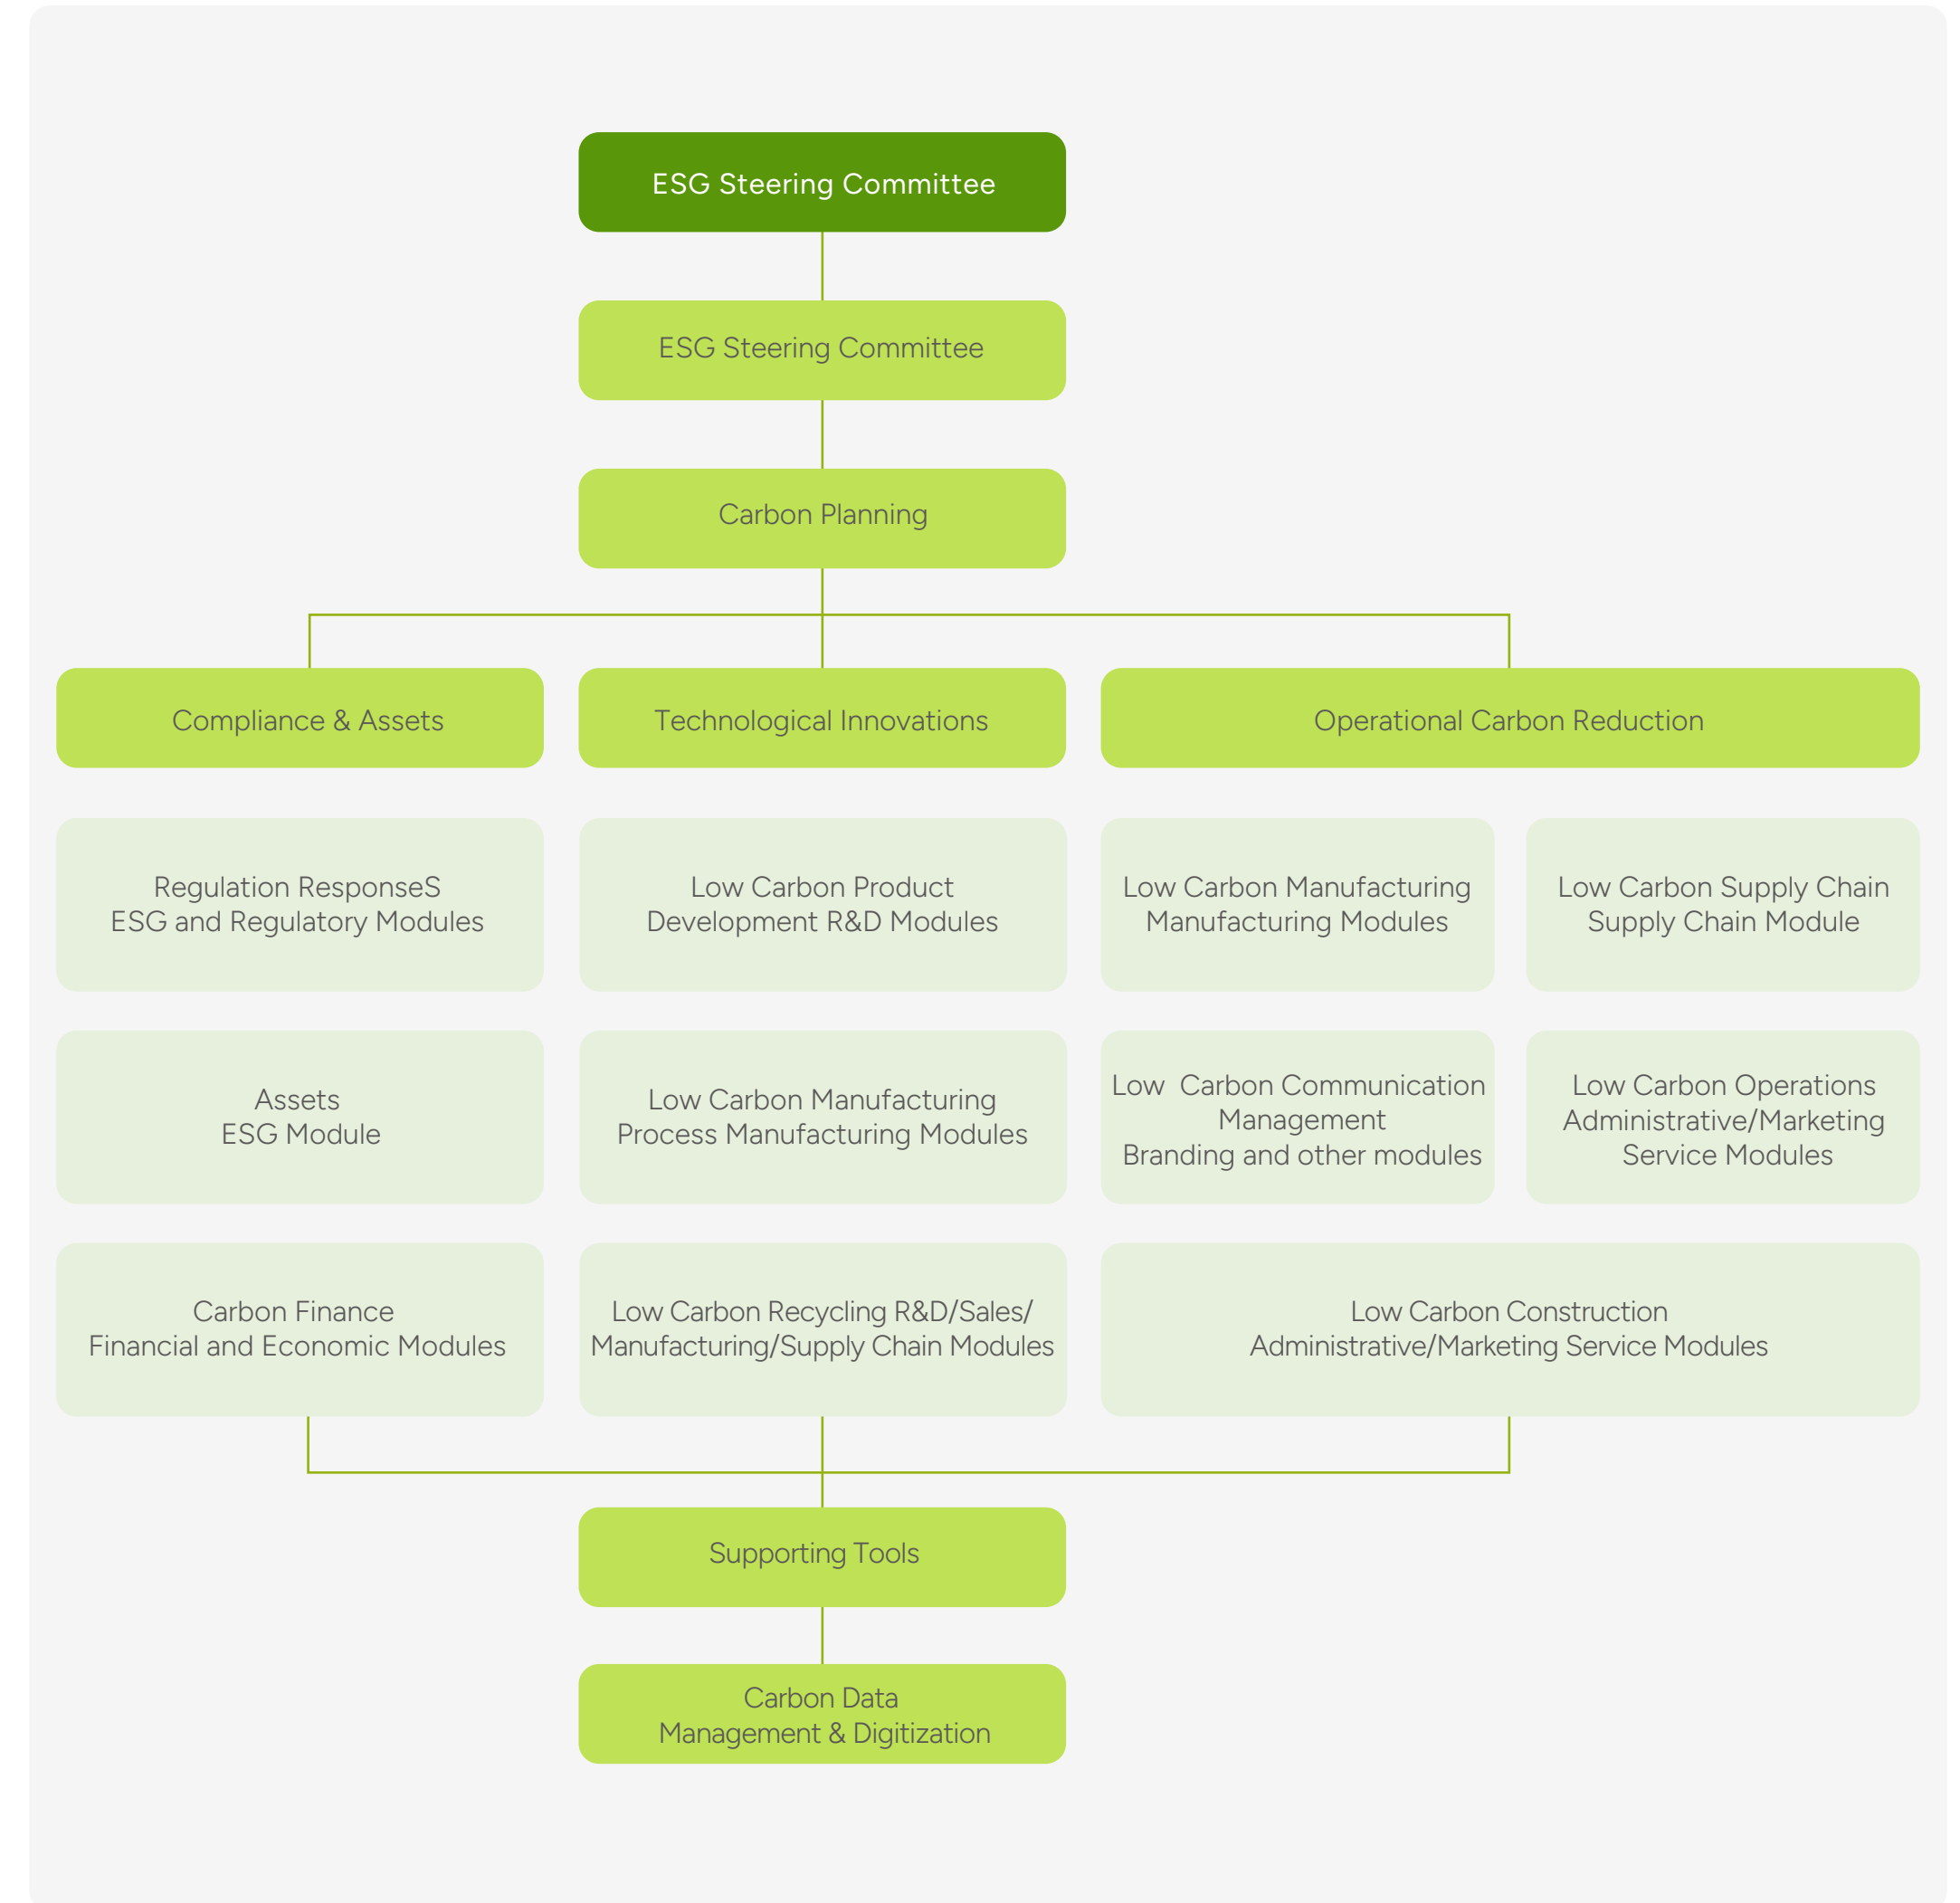 ESG Steering Committee
ESG Steering Committee
Carbon Planning
Compliance & Assets
Technological Innovations
Operational Carbon Reduction
Regulation ResponseS
ESG and Regulatory Modules
Low Carbon Product
Development R&D Modules
Low Carbon Manufacturing
Manufacturing Modules
Low Carbon Supply Chain
Supply Chain Module
Assets
ESG Module
Low Carbon Manufacturing
Process Manufacturing Modules
Low  Carbon Communication
Management
Branding and other modules
Low Carbon Operations
Administrative/Marketing
Service Modules
Carbon Finance
Financial and Economic Modules
Low Carbon Recycling R&D/Sales/
Manufacturing/Supply Chain Modules
Low Carbon Construction
Administrative/Marketing Service Modules
Supporting Tools
Carbon Data
Management & Digitization